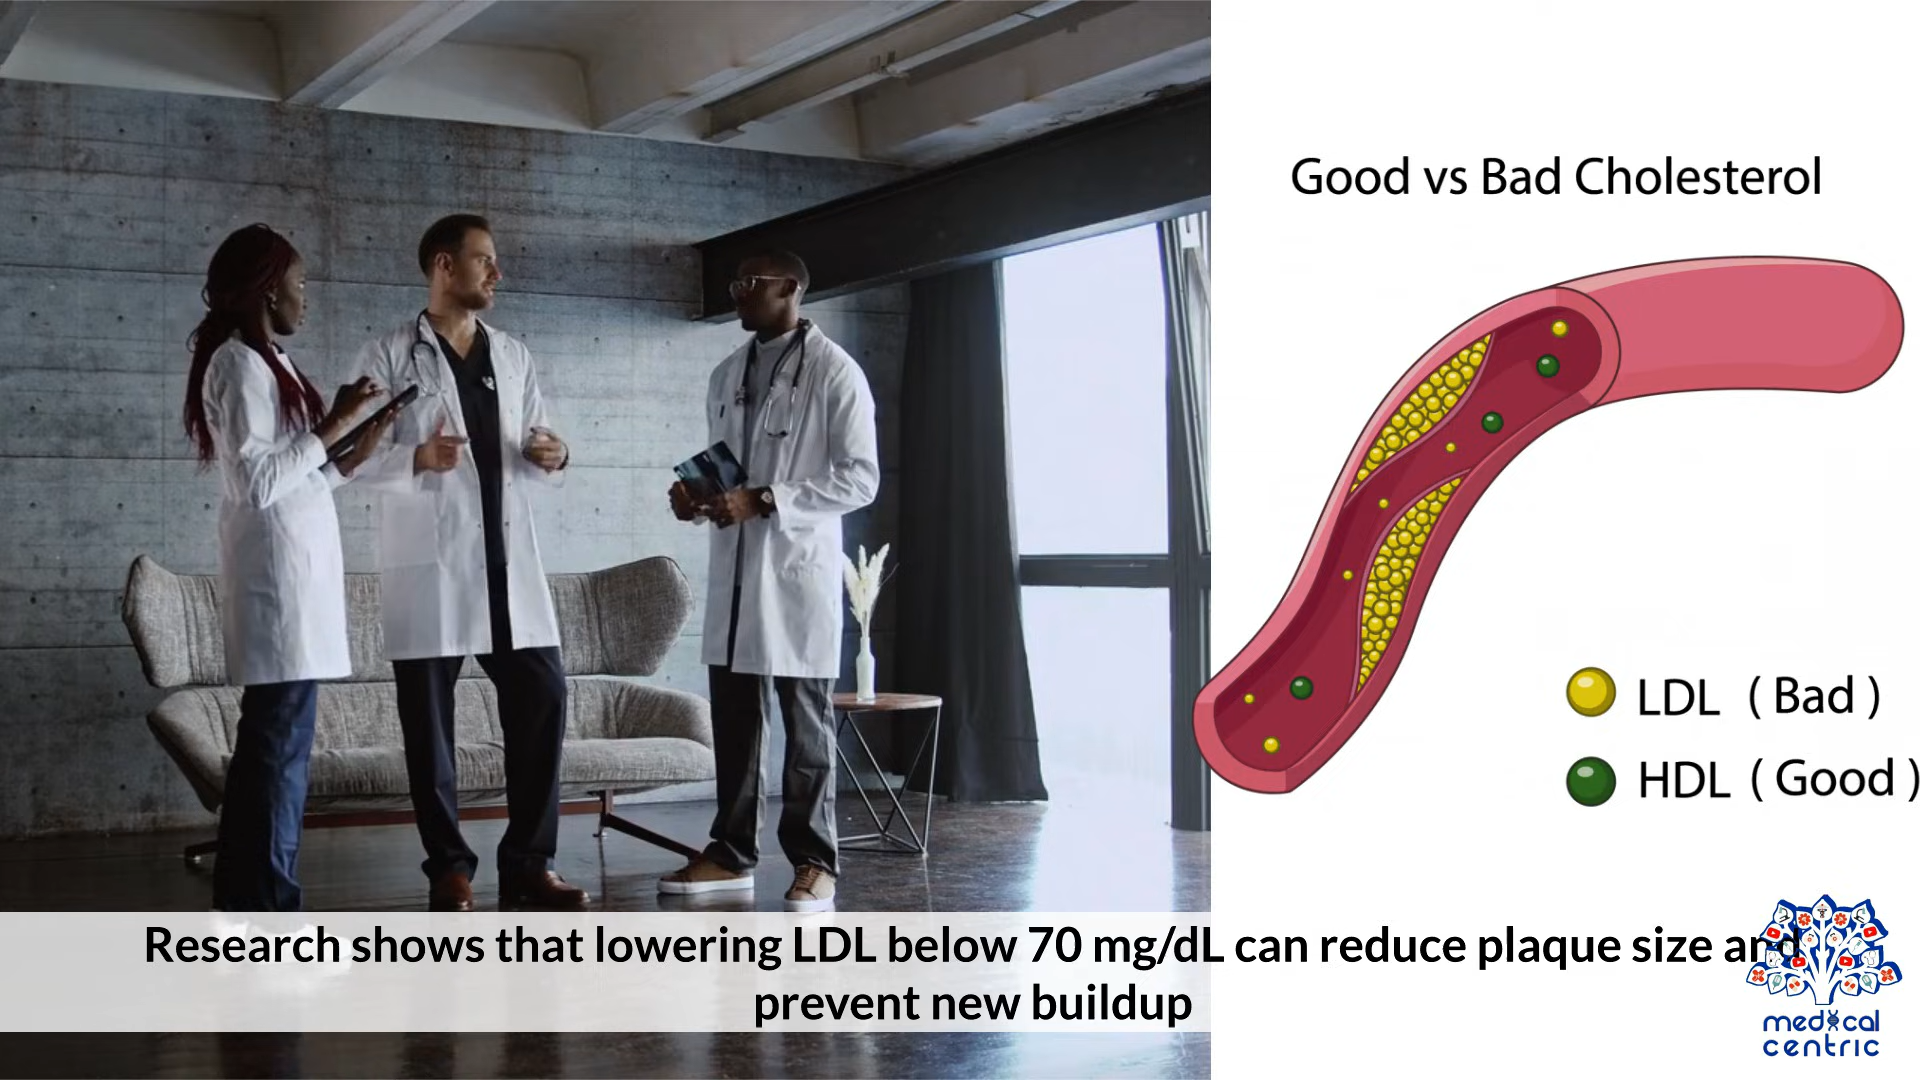 Good vs Bad Cholesterol
LDL ( Bad )
HDL ( Good )
Research shows that lowering LDL below 70 mg/dL can reduce plaque size and
prevent new buildup
medical
centric